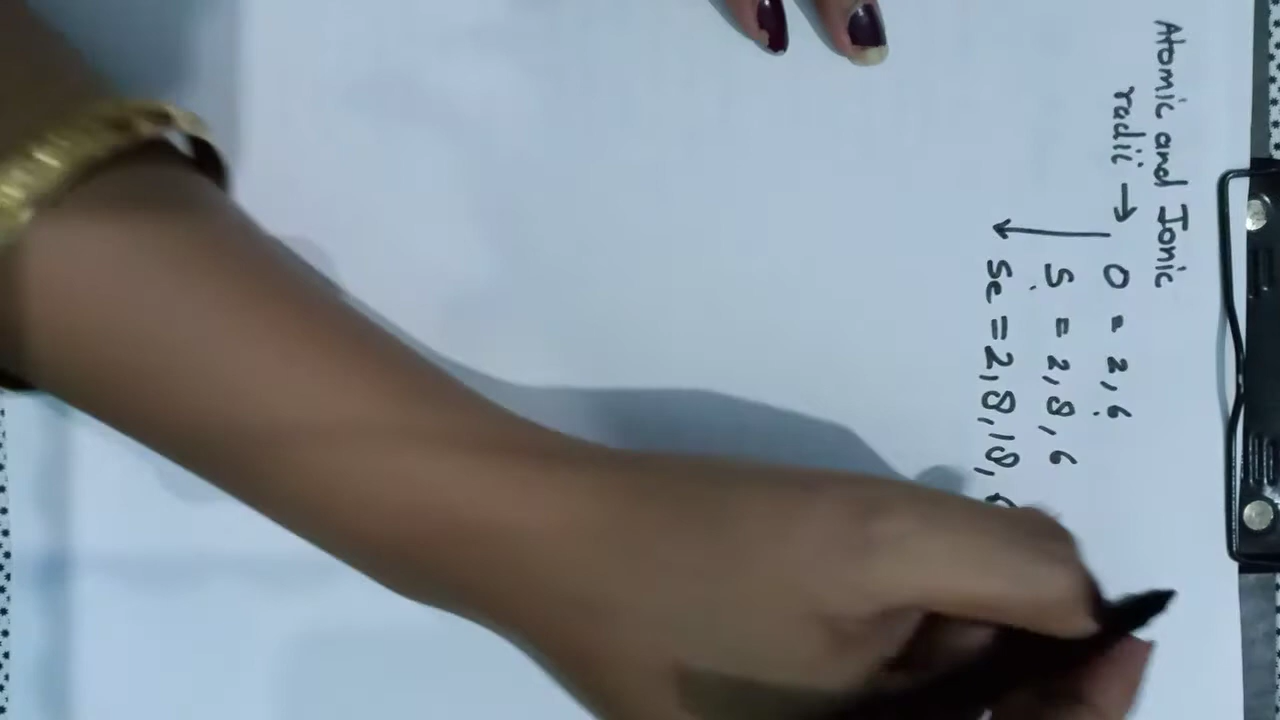 Atomic and Ionic
radii → O = 2, 6
S = 2, 8, 6
Se = 2, 8, 18,